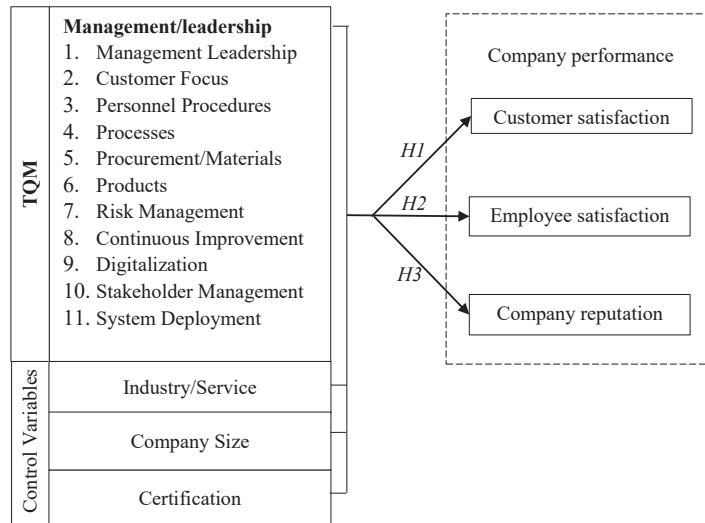 TQM
Management/leadership
1. Management Leadership
2. Customer Focus
3. Personnel Procedures
4. Processes
5. Procurement/Materials
6. Products
7. Risk Management
8. Continuous Improvement
9. Digitalization
10. Stakeholder Management
11. System Deployment
Control Variables
Industry/Service
Company Size
Certification
H1
H2
H3
Company performance
Customer satisfaction
Employee satisfaction
Company reputation